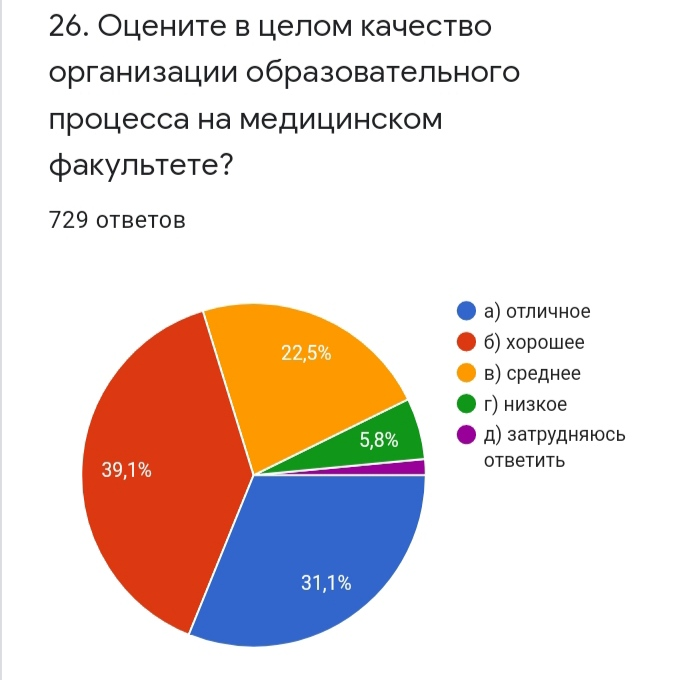 26. Оцените в целом качество
организации образовательного
процесса на медицинском
факультете?
729 ответов
а) отличное
б) хорошее
в) среднее
г) низкое
д) затрудняюсь
ответить
22,5%
5,8%
39,1%
31,1%